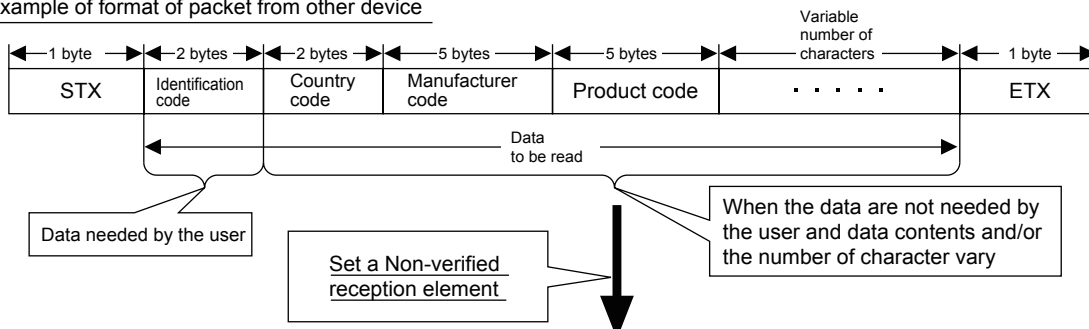 xample of format of packet from other device
Variable
number of
characters
1 byte 2 bytes 2 bytes 5 bytes 5 bytes 1 byte
STX Identification code Country code Manufacturer code Product code . . . . . ETX
Data
to be read
Data needed by the user
When the data are not needed by
the user and data contents and/or
the number of character vary
Set a Non-verified
reception element